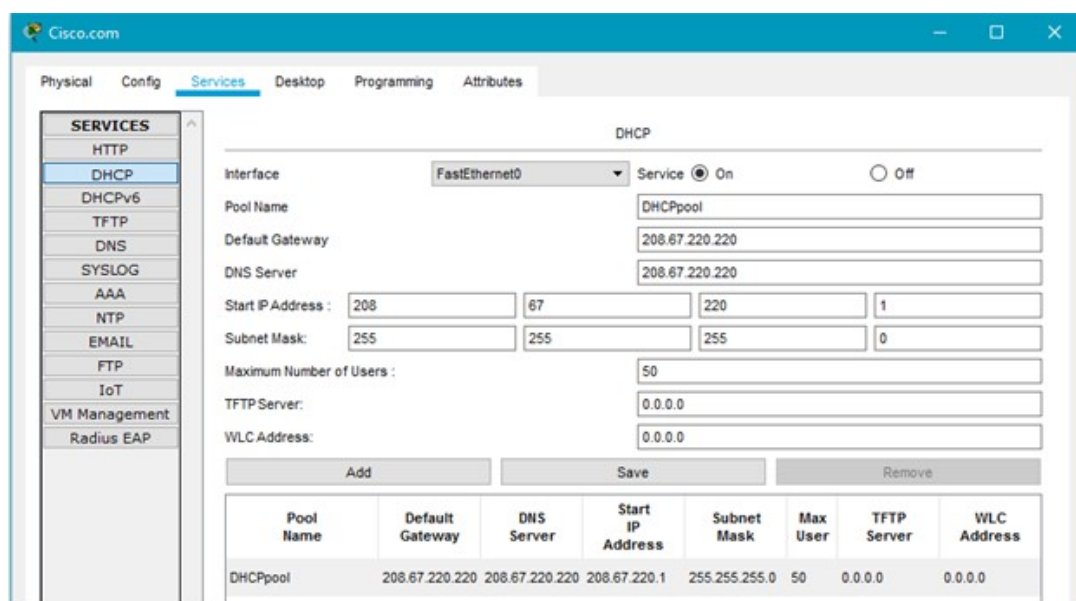 Cisco.com
Physical Config Services Desktop Programming Attributes
SERVICES
HTTP
DHCP
DHCPv6
TFTP
DNS
SYSLOG
AAA
NTP
EMAIL
FTP
IoT
VM Management
Radius EAP
DHCP
Interface FastEthernet0 Service On Off
Pool Name DHCPpool
Default Gateway 208.67.220.220
DNS Server 208.67.220.220
Start IP Address : 208 67 220 1
Subnet Mask: 255 255 255 0
Maximum Number of Users : 50
TFTP Server: 0.0.0.0
WLC Address: 0.0.0.0
Add Save Remove
Pool Name Default Gateway DNS Server Start IP Address Subnet Mask Max User TFTP Server WLC Address
DHCPpool 208.67.220.220 208.67.220.220 208.67.220.1 255.255.255.0 50 0.0.0.0 0.0.0.0